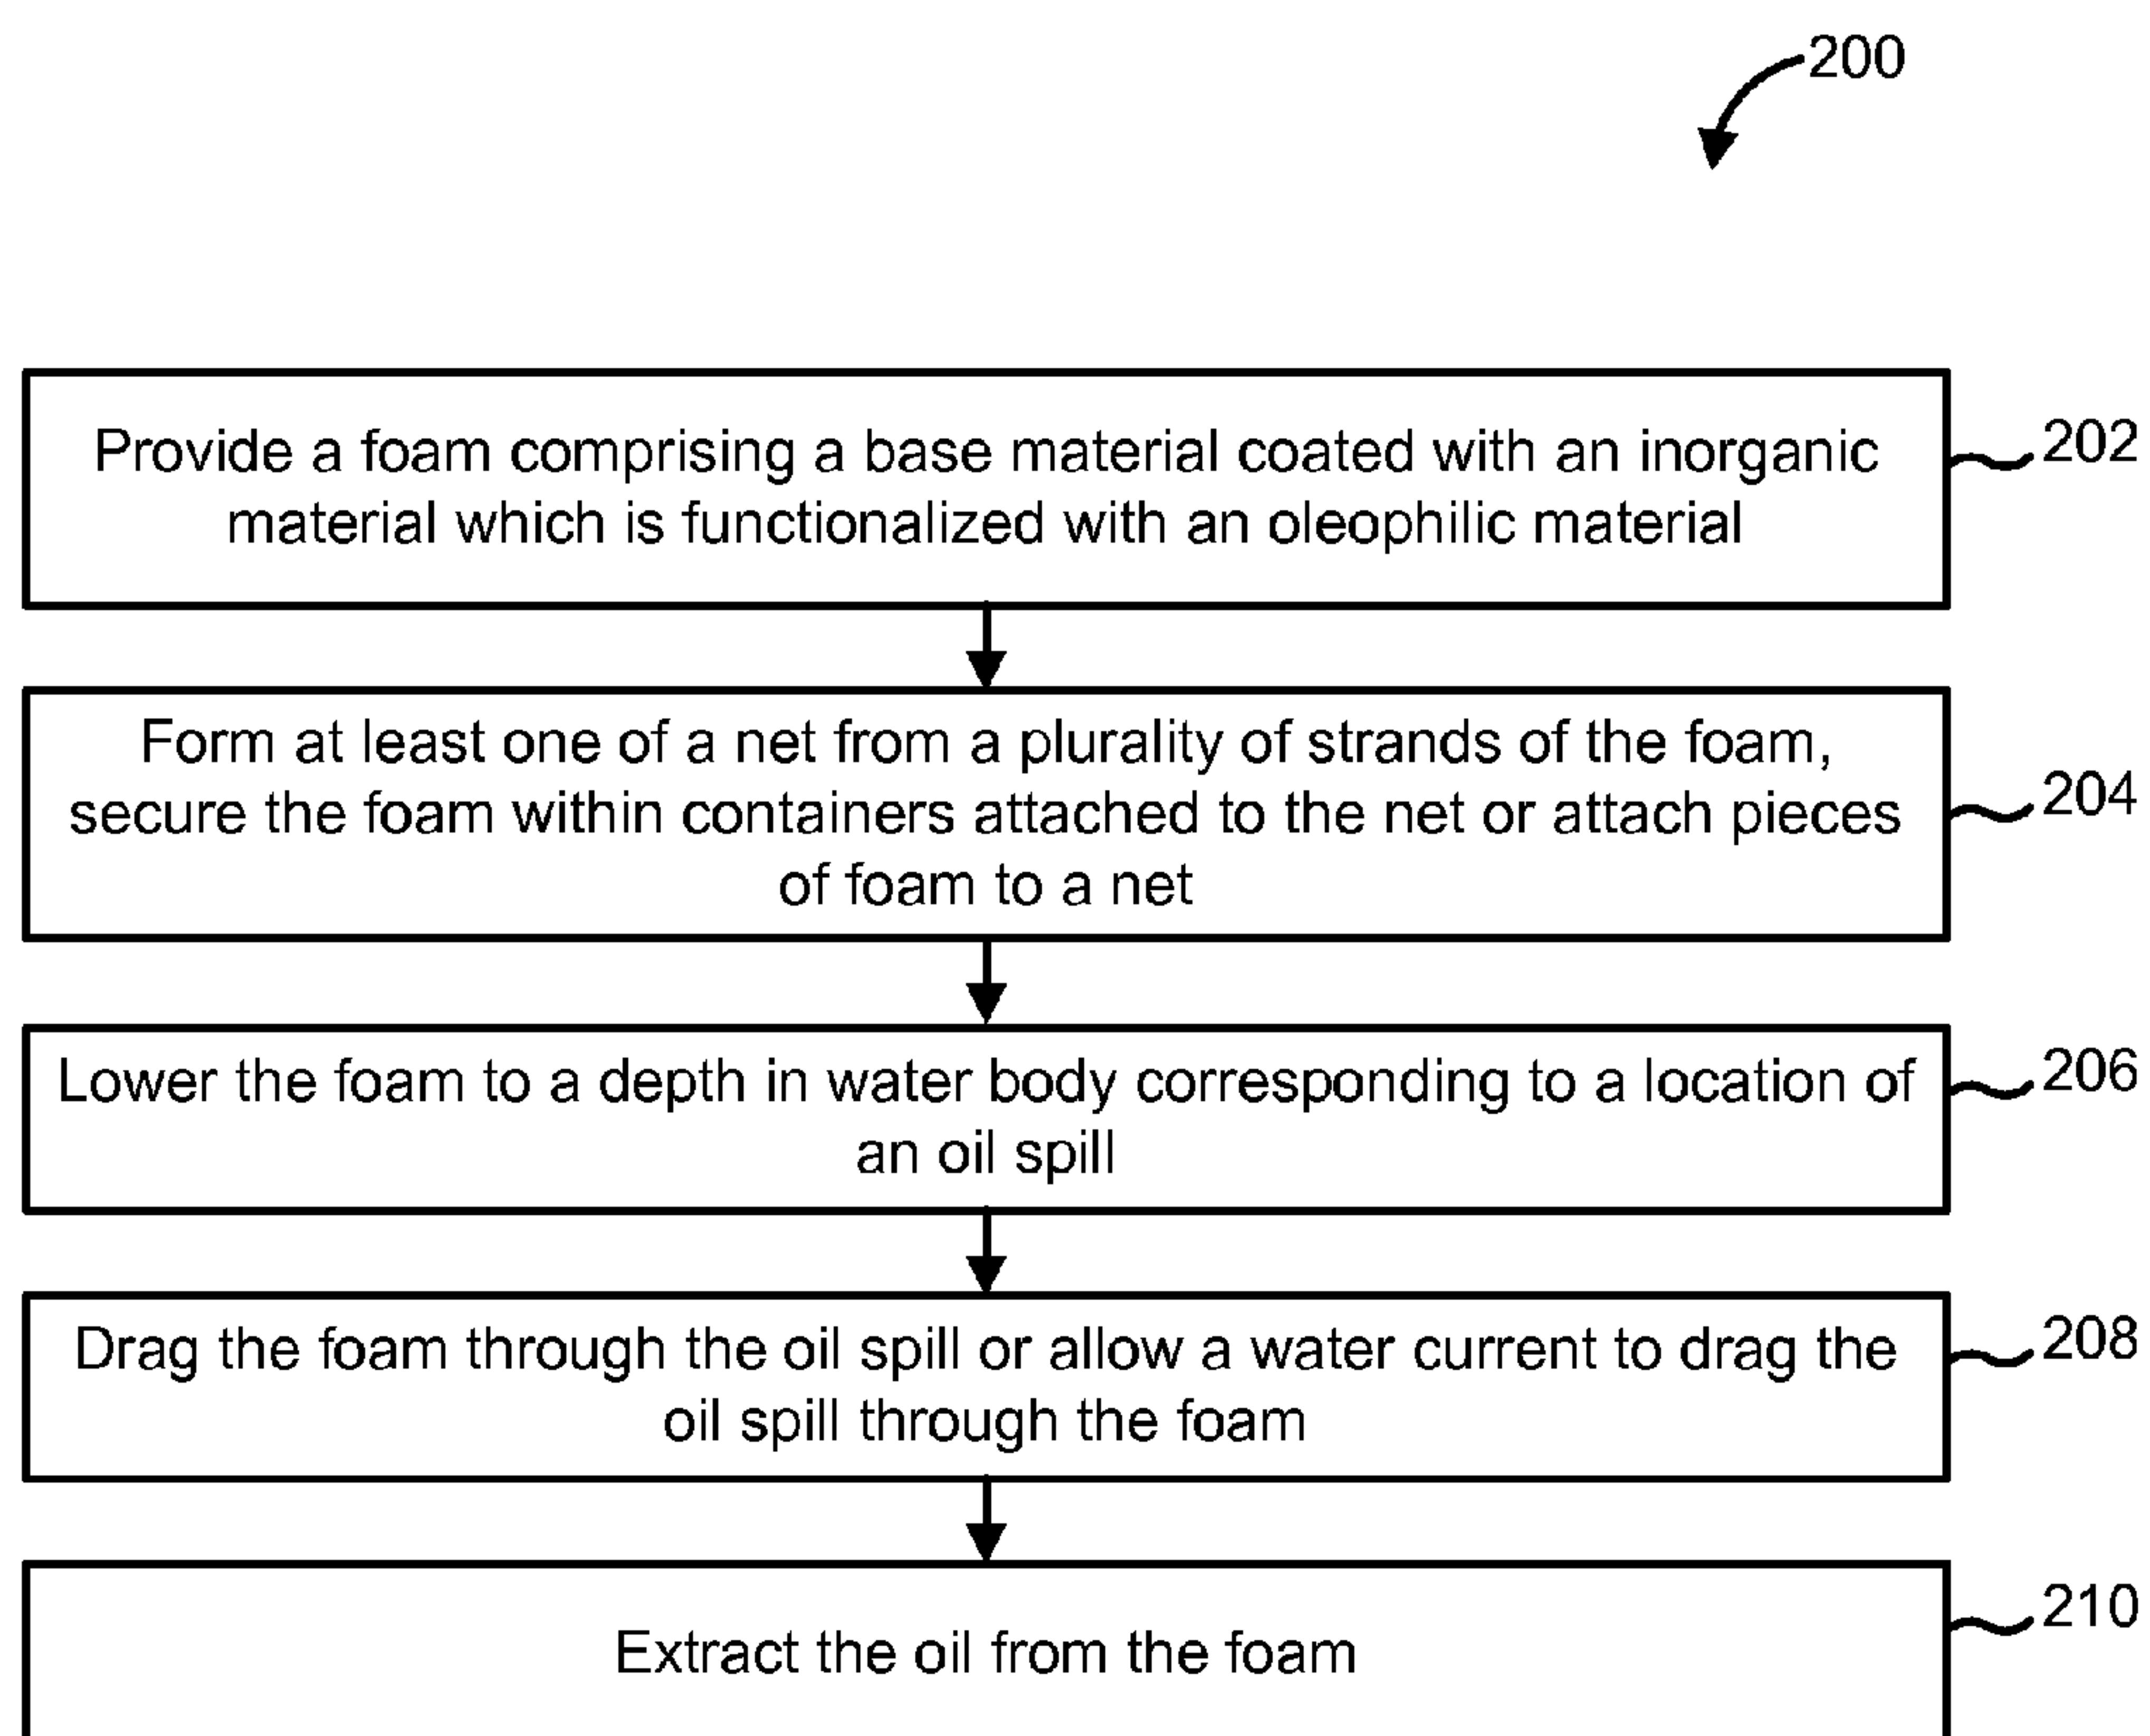 200
Provide a foam comprising a base material coated with an inorganic
material which is functionalized with an oleophilic material
202
Form at least one of a net from a plurality of strands of the foam,
secure the foam within containers attached to the net or attach pieces
of foam to a net
204
Lower the foam to a depth in water body corresponding to a location of
an oil spill
206
Drag the foam through the oil spill or allow a water current to drag the
oil spill through the foam
208
Extract the oil from the foam
210